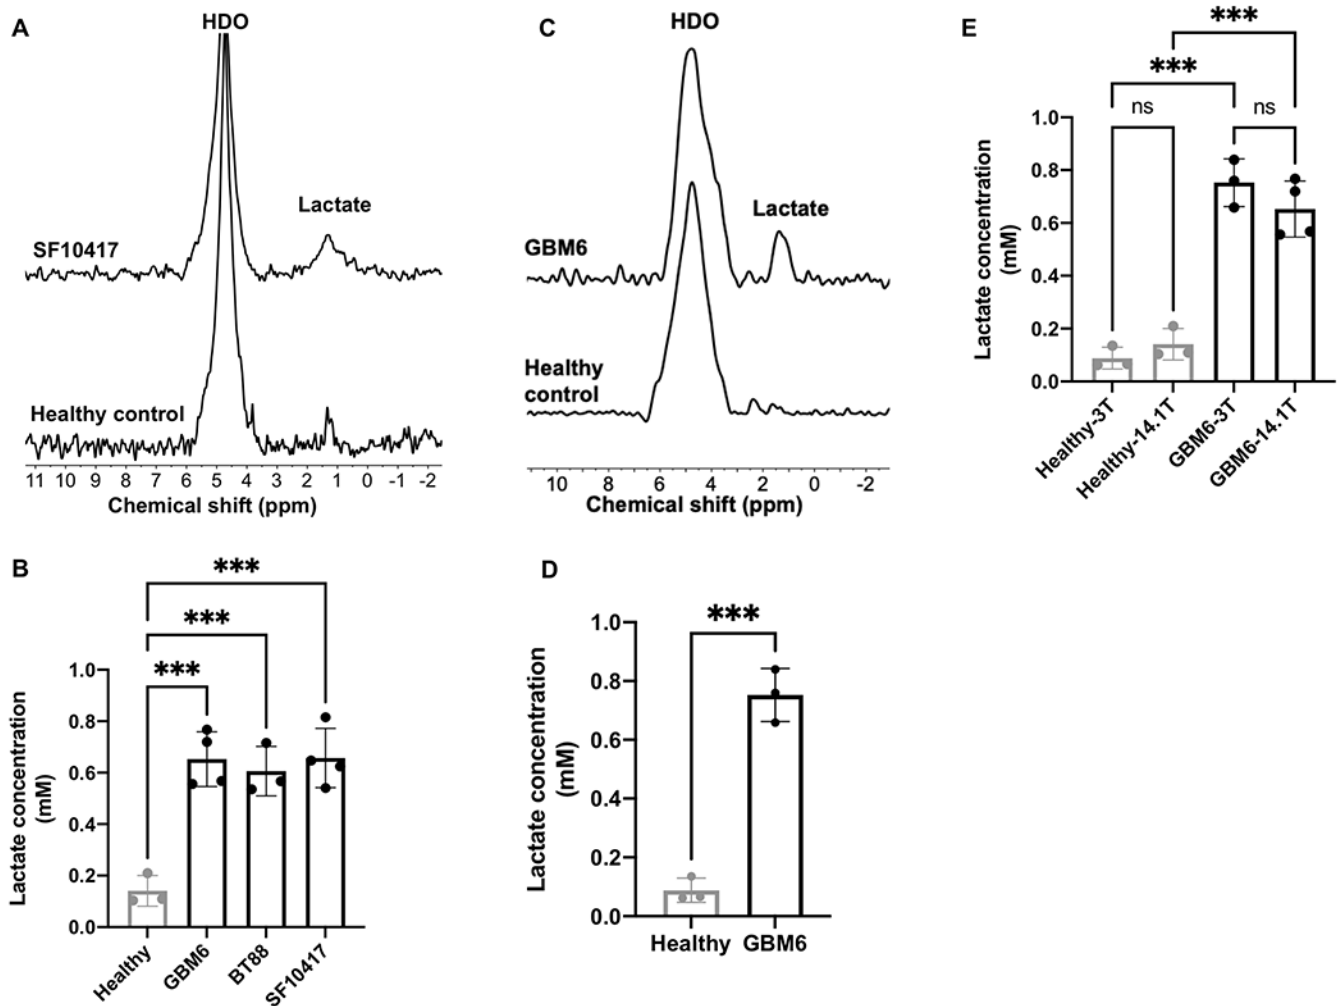 A
HDO
Lactate
SF10417
Healthy control
11 10 9 8 7 6 5 4 3 2 1 0 -1 -2
Chemical shift (ppm)
C
HDO
Lactate
GBM6
Healthy
control
10 8 6 4 2 0 -2
Chemical shift (ppm)
E
***
***
ns
ns
1.0
0.8
0.6
0.4
0.2
0.0
Lactate concentration
(mM)
Healthy-3T
Healthy-14.1T
GBM6-3T
GBM6-14.1T
B
***
***
***
1.0
0.8
0.6
0.4
0.2
0.0
Lactate concentration
(mM)
Healthy
GBM6
BT88
SF10417
D
***
1.0
0.8
0.6
0.4
0.2
0.0
Lactate concentration
(mM)
Healthy GBM6